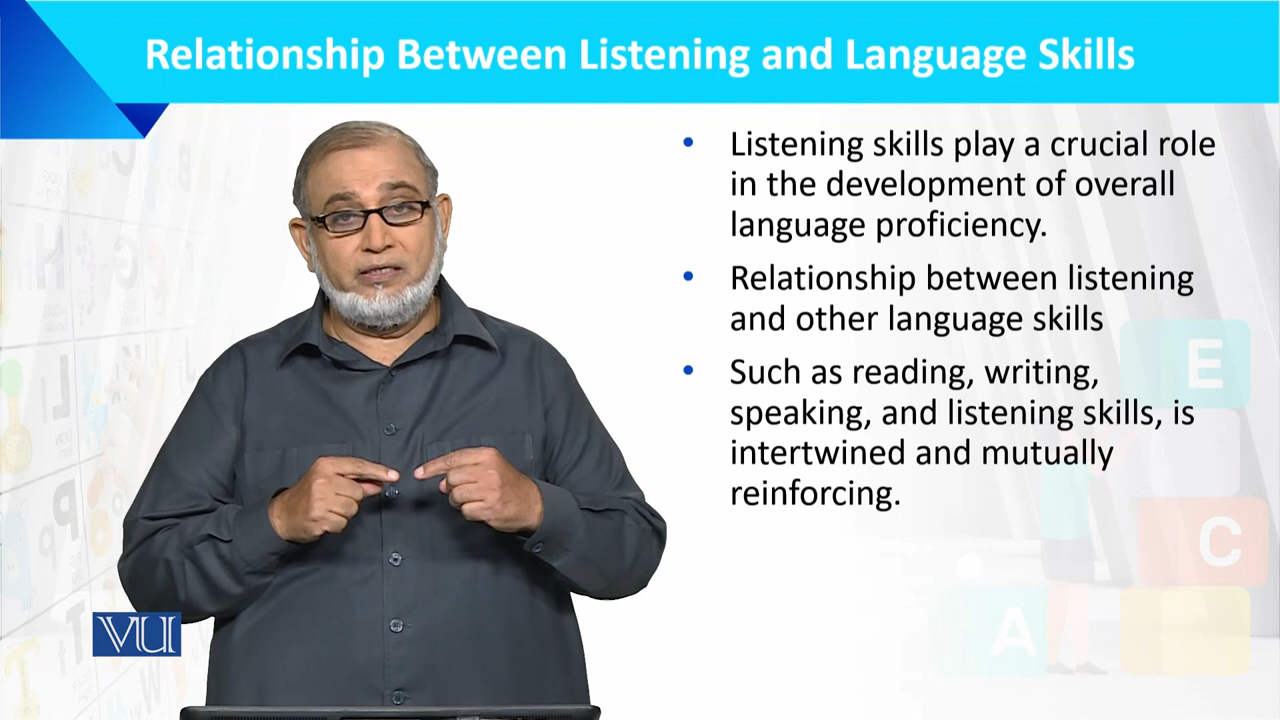 Relationship Between Listening and Language Skills
• Listening skills play a crucial role
in the development of overall
language proficiency.
• Relationship between listening
and other language skills
• Such as reading, writing,
speaking, and listening skills, is
intertwined and mutually
reinforcing.
E
C
A
VU